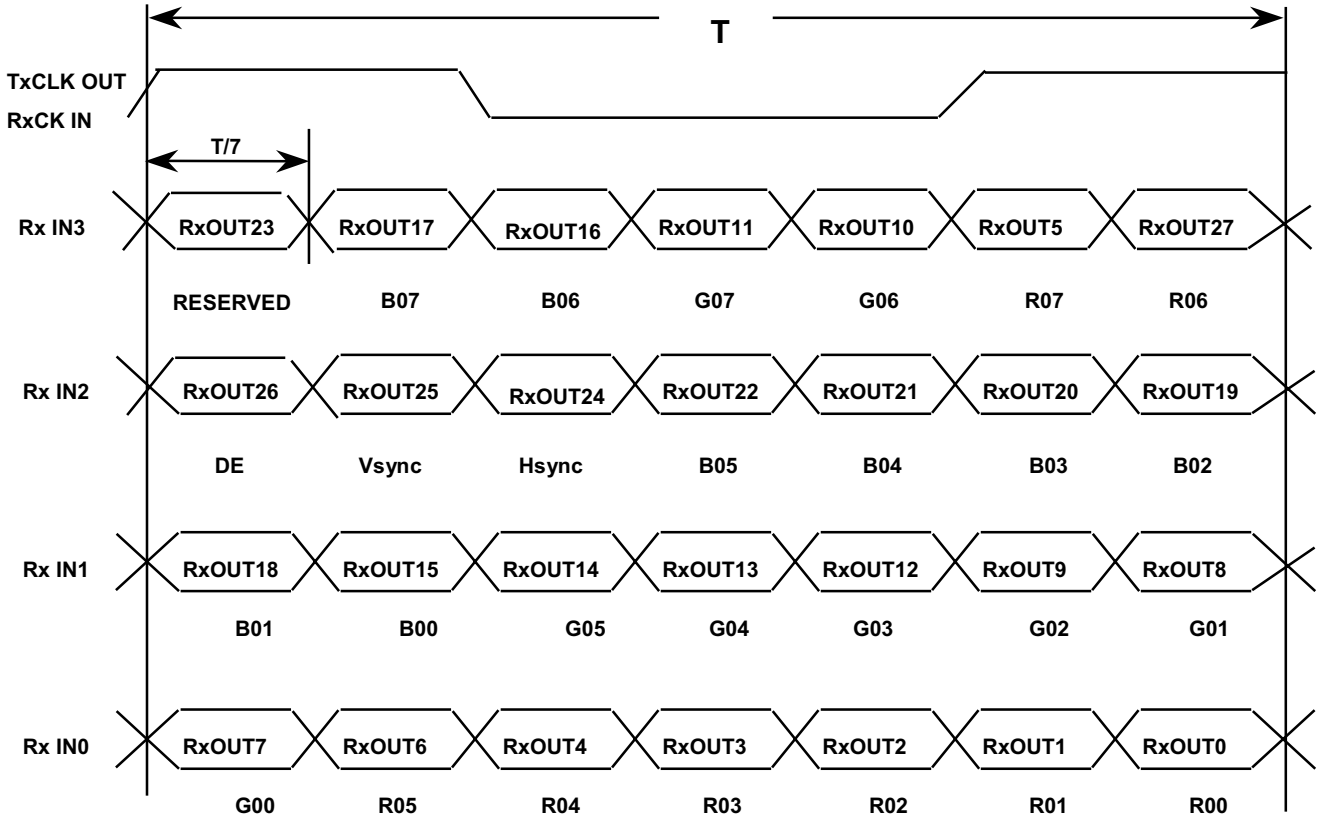 T
TxCLK OUT
RxCK IN
T/7
Rx IN3 RxOUT23 RxOUT17 RxOUT16 RxOUT11 RxOUT10 RxOUT5 RxOUT27
RESERVED B07 B06 G07 G06 R07 R06
Rx IN2 RxOUT26 RxOUT25 RxOUT24 RxOUT22 RxOUT21 RxOUT20 RxOUT19
DE Vsync Hsync B05 B04 B03 B02
Rx IN1 RxOUT18 RxOUT15 RxOUT14 RxOUT13 RxOUT12 RxOUT9 RxOUT8
B01 B00 G05 G04 G03 G02 G01
Rx IN0 RxOUT7 RxOUT6 RxOUT4 RxOUT3 RxOUT2 RxOUT1 RxOUT0
G00 R05 R04 R03 R02 R01 R00